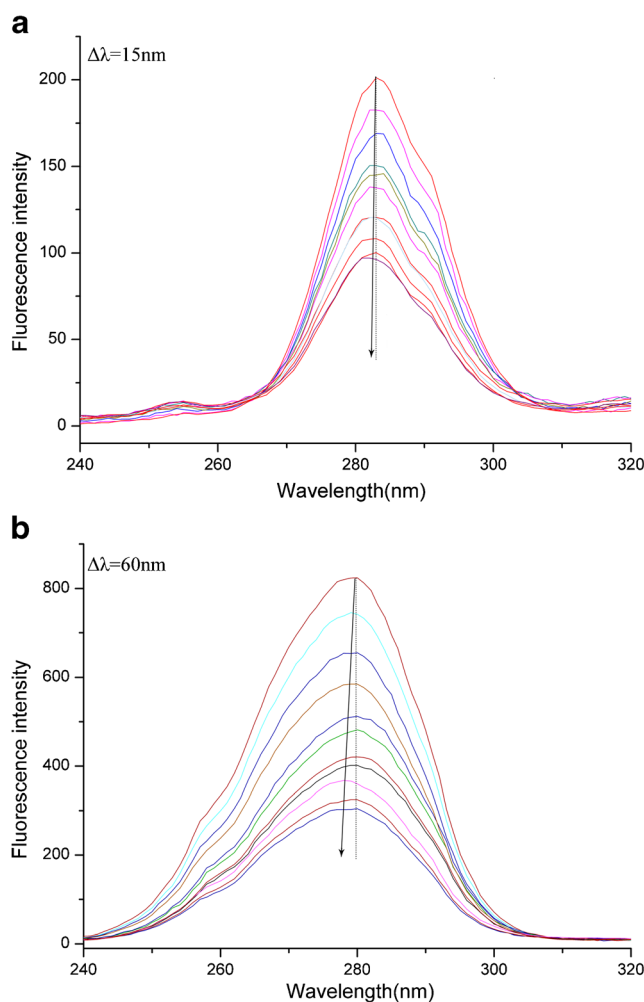 a
Δλ=15nm
200
150
100
50
0
Fluorescence intensity
240 260 280 300 320
Wavelength(nm)
b
Δλ=60nm
800
600
400
200
0
Fluorescence intensity
240 260 280 300 320
Wavelength(nm)